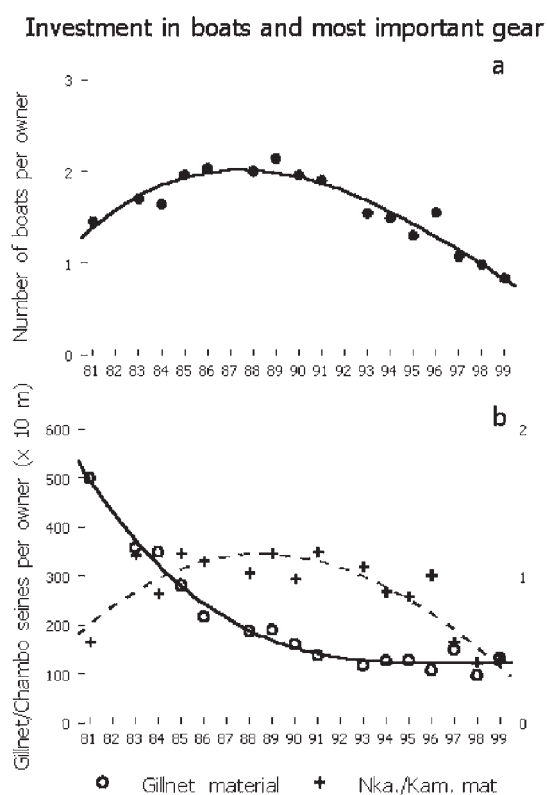 Investment in boats and most important gear
a
Number of boats per owner
3
2
1
0
81 82 83 84 85 86 87 88 89 90 91 92 93 94 95 96 97 98 99
b
Gillnet/Chambo seines per owner (x 10 m)
600
500
400
300
200
100
0
2
1
0
81 82 83 84 85 86 87 88 89 90 91 92 93 94 95 96 97 98 99
Gillnet material
Nka./Kam. mat